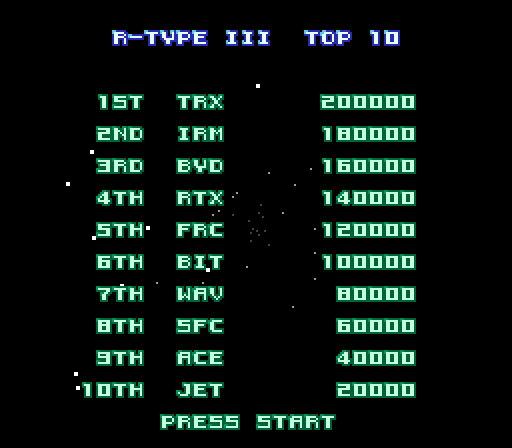 R-TYPE III TOP 10
1ST TRX 200000
2ND IRM 180000
3RD BYD 160000
4TH RTX 140000
5TH FRC 120000
6TH BIT 100000
7TH WAV 80000
8TH SFC 60000
9TH ACE 40000
10TH JET 20000
PRESS START